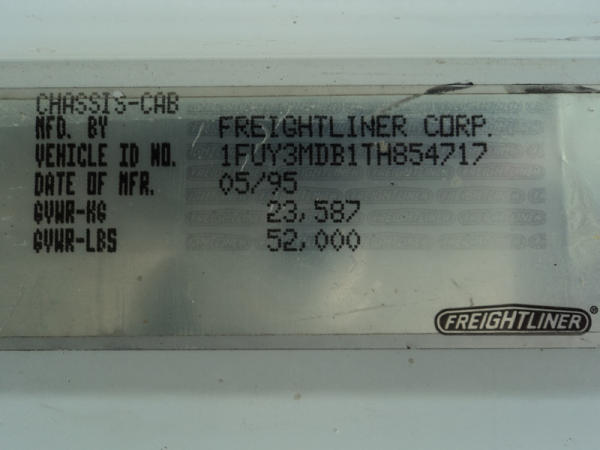 CHASSIS-CAB
MFD. BY FREIGHTLINER CORP.
VEHICLE ID NO. 1FUY3MDB1TH854717
DATE OF MFR. 05/95
GVWR-KG 23,587
GVWR-LBS 52,000
FREIGHTLINER®